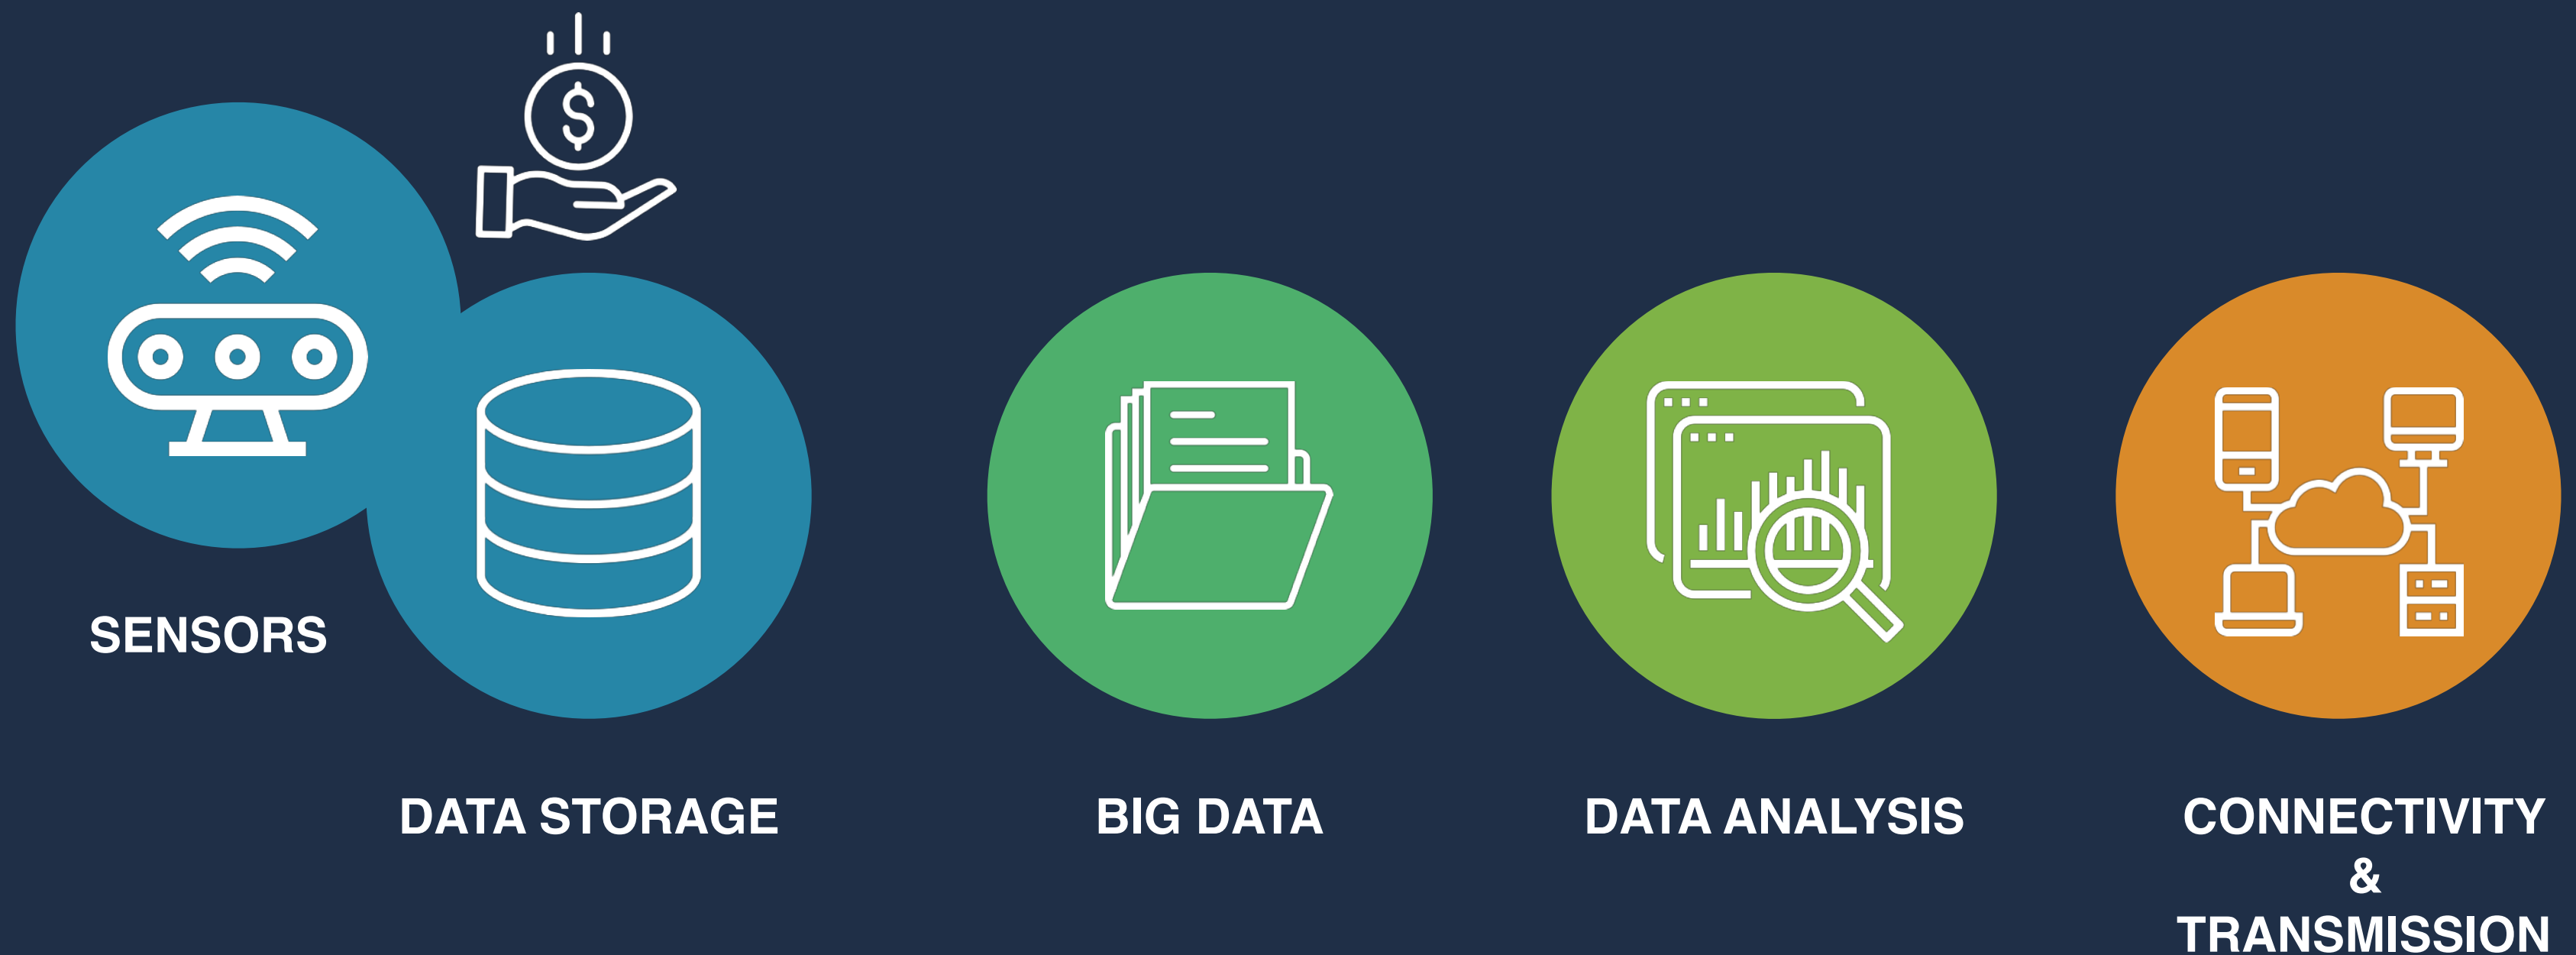 $
SENSORS
DATA STORAGE
BIG DATA
DATA ANALYSIS
CONNECTIVITY
&
TRANSMISSION